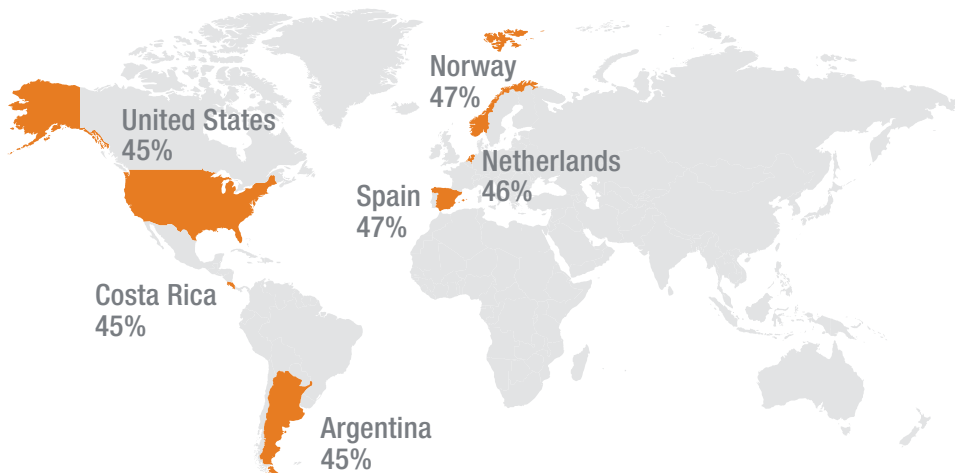 Norway
47%
United States
45%
Netherlands
46%
Spain
47%
Costa Rica
45%
Argentina
45%